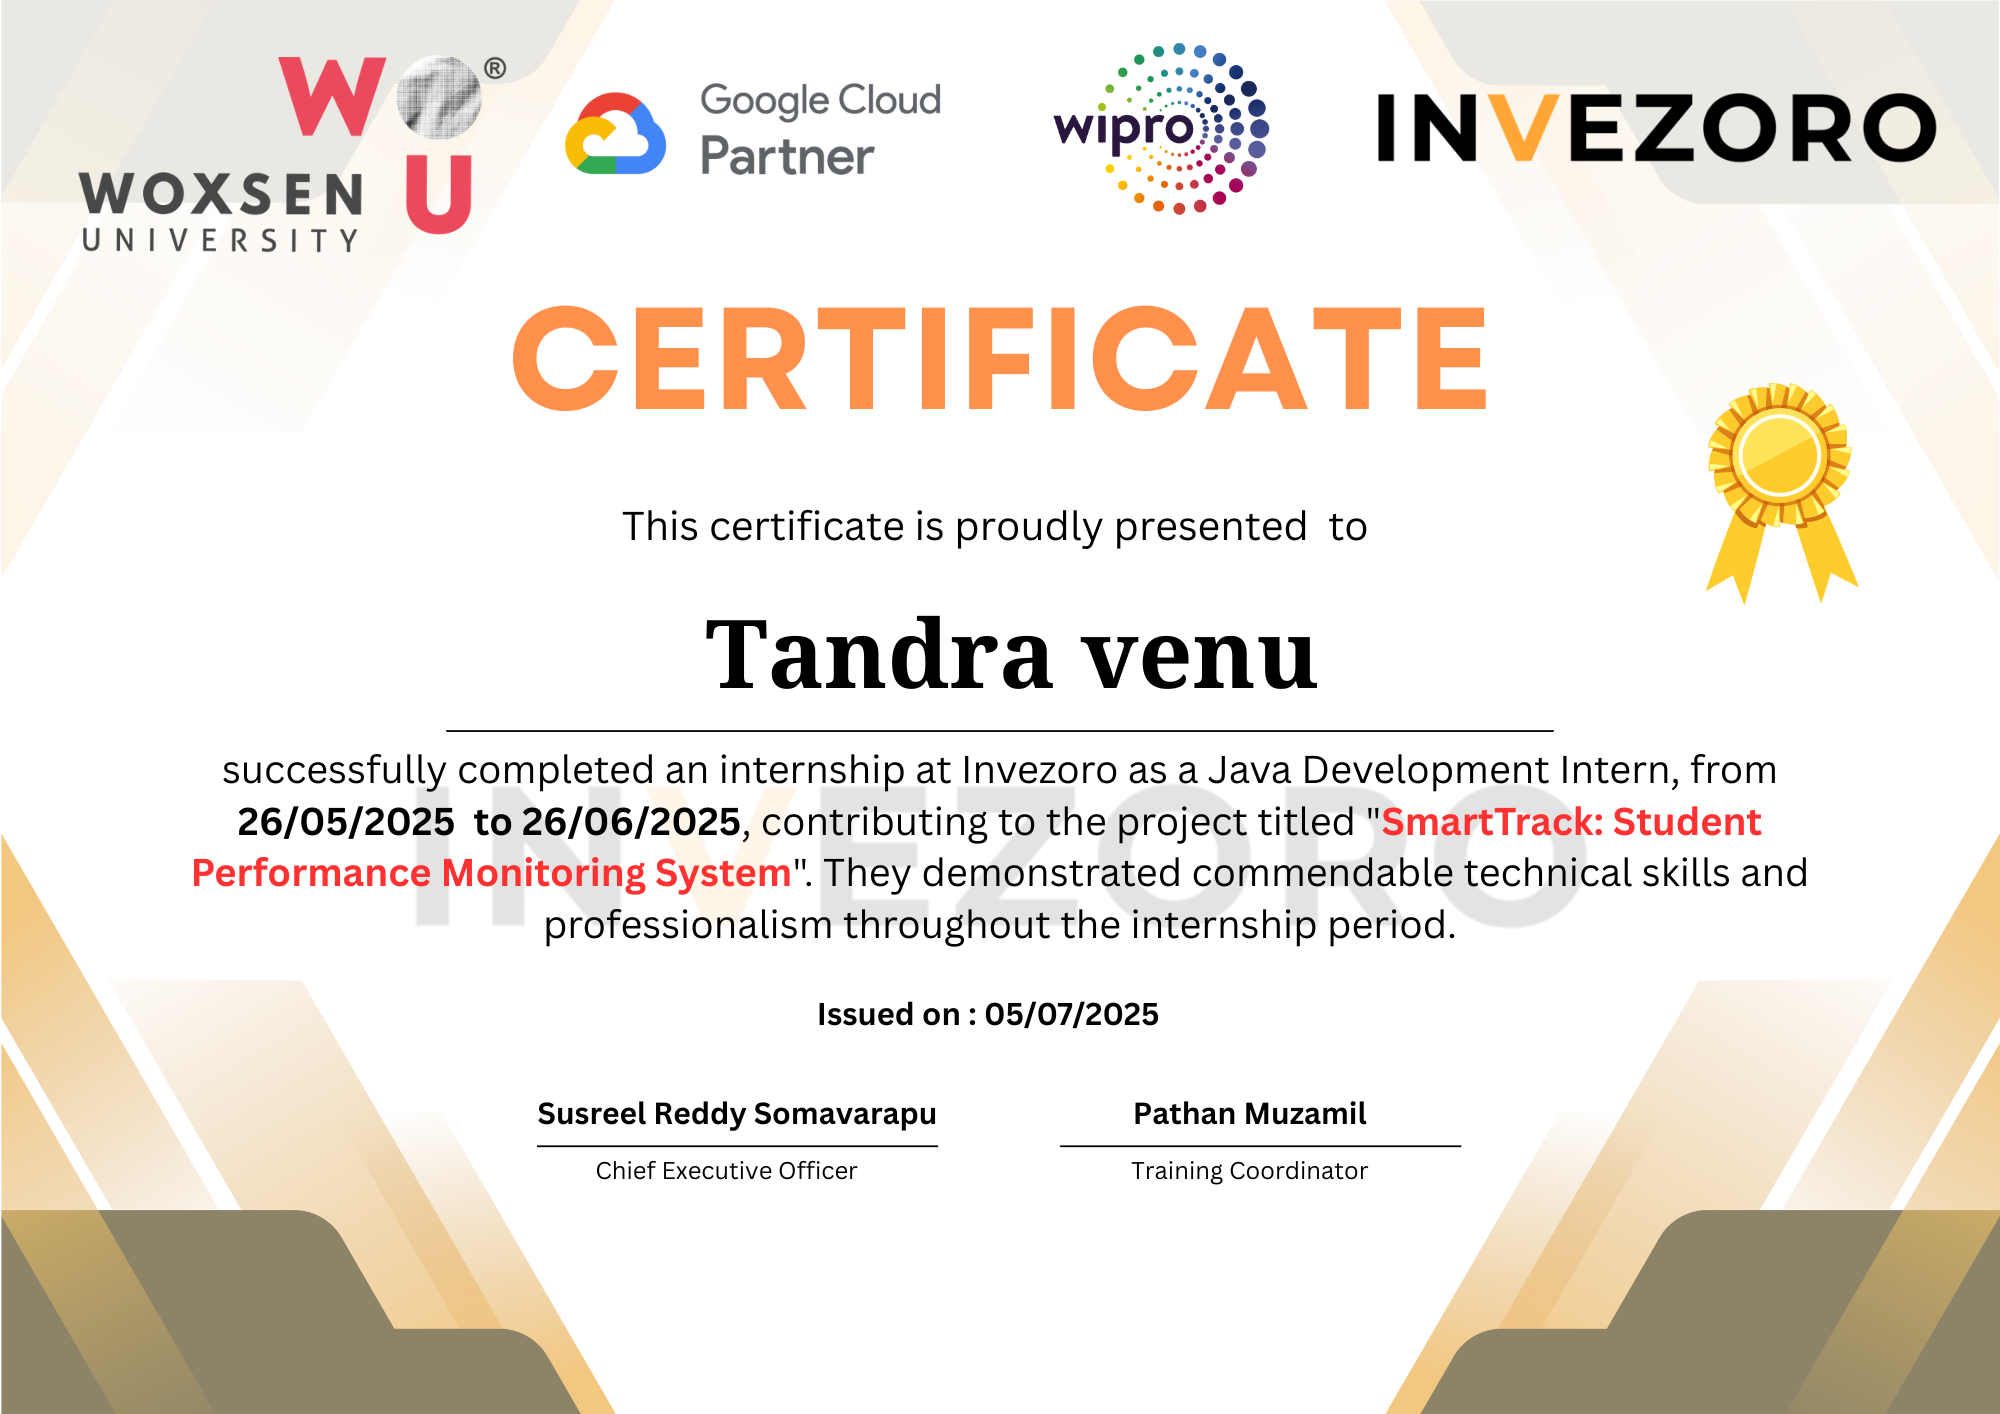 WOU®
WOXSEN
UNIVERSITY
Google Cloud
Partner
wipro
INVEZORO
CERTIFICATE
This certificate is proudly presented  to
Tandra venu
successfully completed an internship at Invezoro as a Java Development Intern, from
26/05/2025  to 26/06/2025, contributing to the project titled "SmartTrack: Student
Performance Monitoring System". They demonstrated commendable technical skills and
professionalism throughout the internship period.
INVEZORO
Issued on : 05/07/2025
Susreel Reddy Somavarapu
Chief Executive Officer
Pathan Muzamil
Training Coordinator